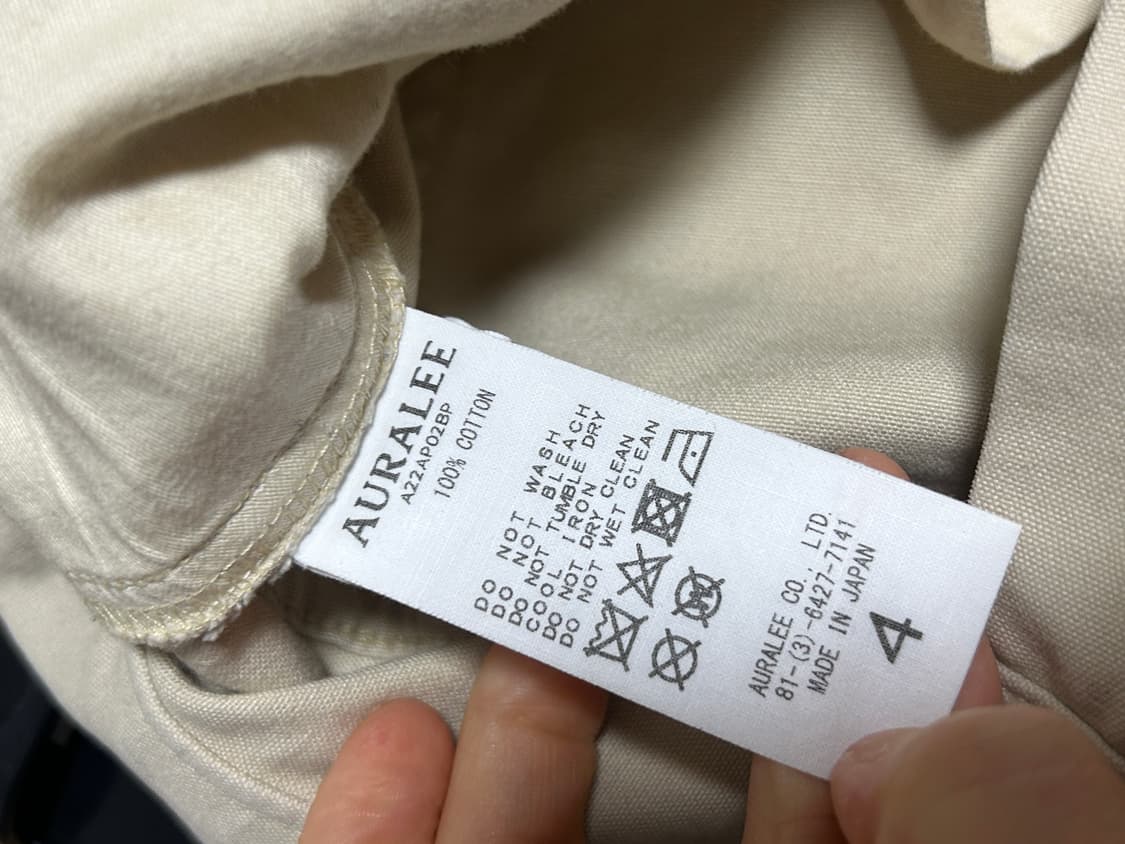 AURALEE
A22AP02BP
100% COTTON
DO NOT WASH
DO NOT BLEACH
DO NOT TUMBLE DRY
COOL IRON
DO NOT DRY CLEAN
DO NOT WET CLEAN
AURALEE CO., LTD.
81-(3)-6427-7141
MADE IN JAPAN
4